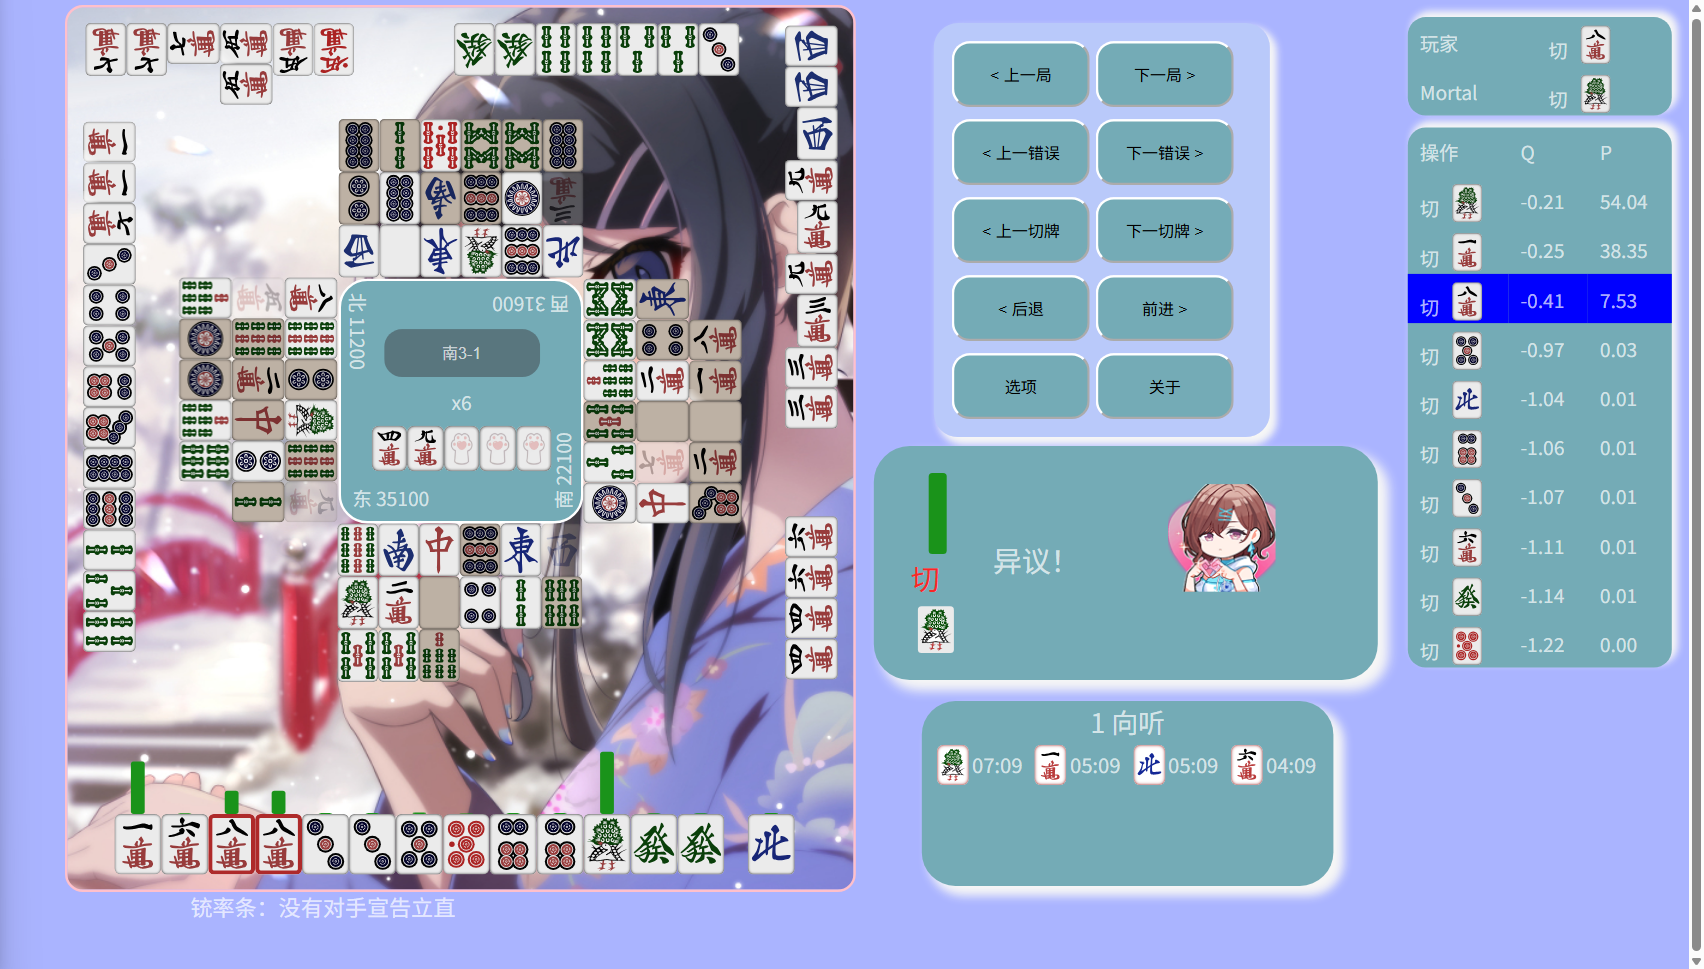 < 上一局
下一局 >
< 上一错误
下一错误 >
< 上一切牌
下一切牌 >
< 后退
前进 >
选项
关于
玩家 切
Mortal 切
操作 Q P
切 -0.21 54.04
切 -0.25 38.35
切 -0.41 7.53
切 -0.97 0.03
切 -1.04 0.01
切 -1.06 0.01
切 -1.07 0.01
切 -1.11 0.01
切 -1.14 0.01
切 -1.22 0.00
北 11200
西 31600
南3-1
x6
东 35100
南 22100
切
异议!
1 向听
07:09 05:09 05:09 04:09
铳率条：没有对手宣告立直